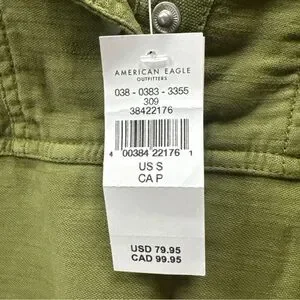 AMERICAN EAGLE
OUTFITTERS
038 - 0383 - 3355
309
38422176
4 00384 22176 1
US S
CA P
USD 79.95
CAD 99.95